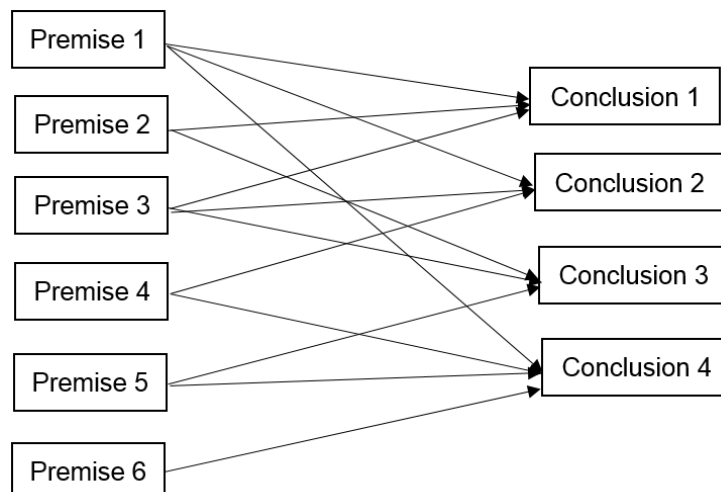 Premise 1
Premise 2
Premise 3
Premise 4
Premise 5
Premise 6
Conclusion 1
Conclusion 2
Conclusion 3
Conclusion 4